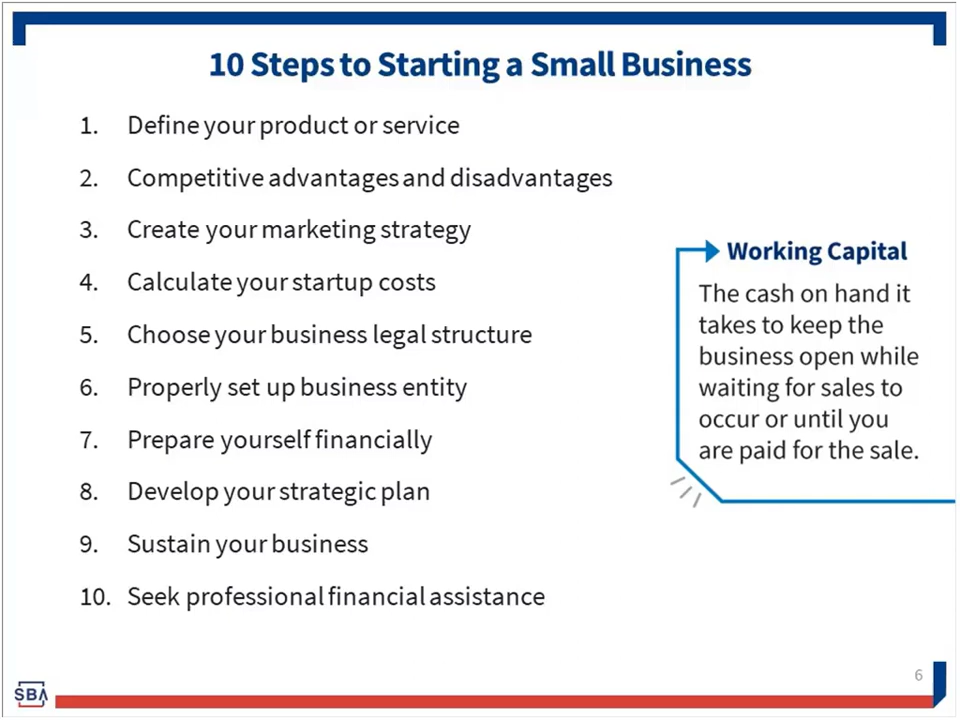 10 Steps to Starting a Small Business
1. Define your product or service
2. Competitive advantages and disadvantages
3. Create your marketing strategy
4. Calculate your startup costs
5. Choose your business legal structure
6. Properly set up business entity
7. Prepare yourself financially
8. Develop your strategic plan
9. Sustain your business
10. Seek professional financial assistance
Working Capital
The cash on hand it
takes to keep the
business open while
waiting for sales to
occur or until you
are paid for the sale.
6
SBA